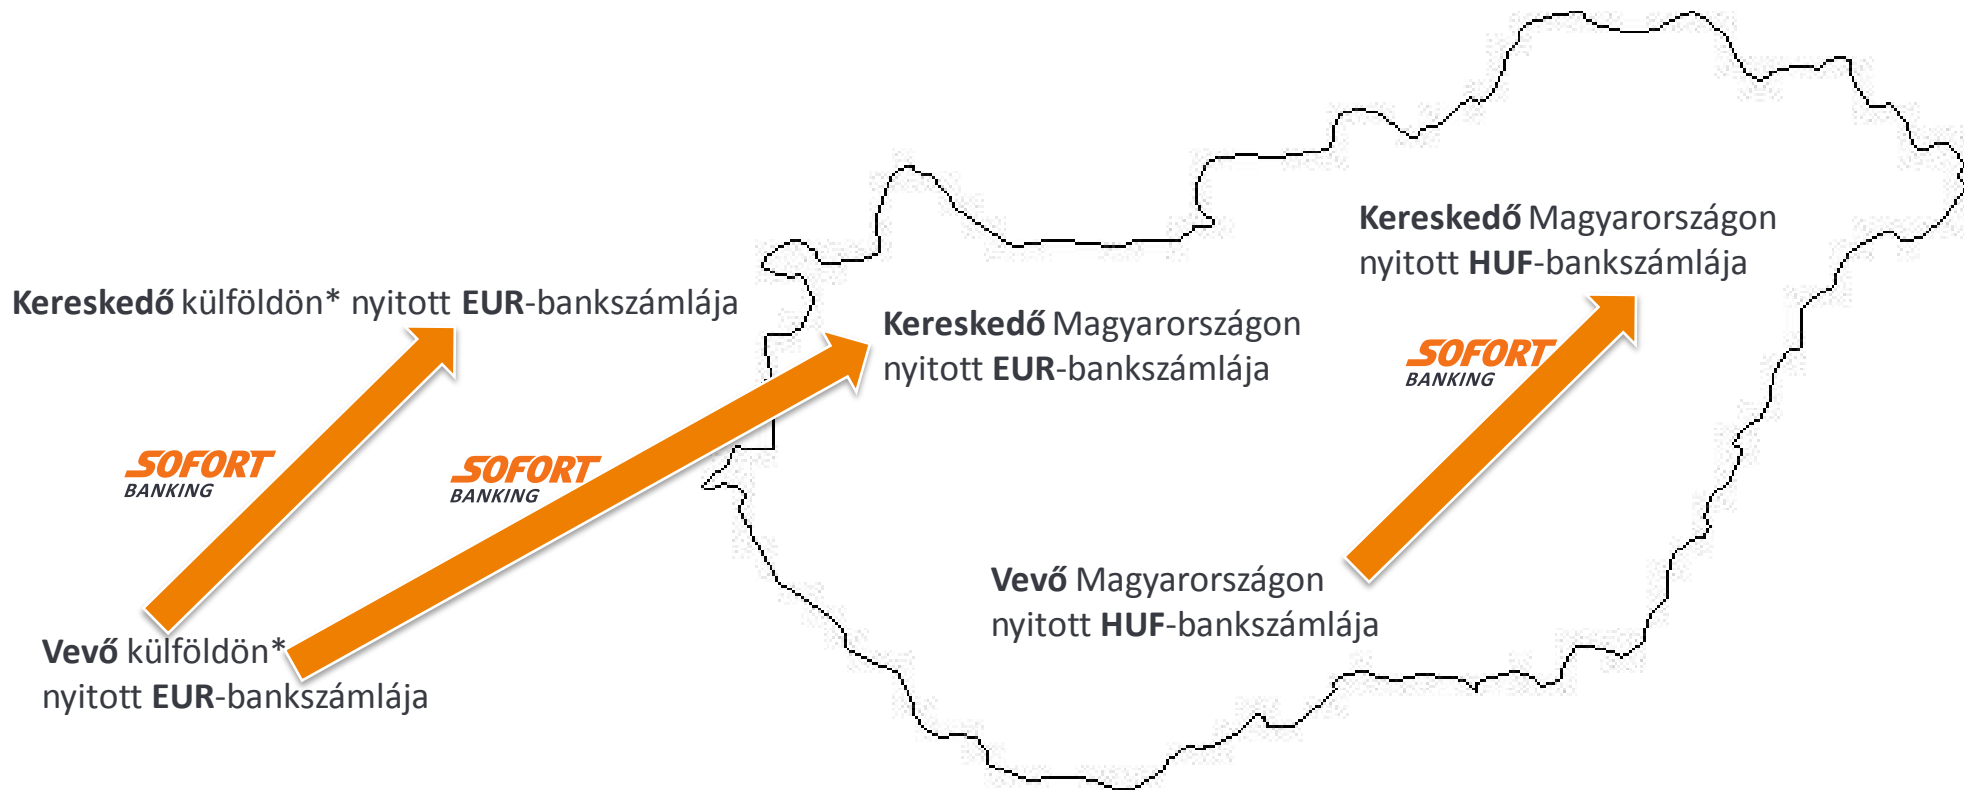 Kereskedő külföldön* nyitott EUR-bankszámlája
SOFORT
BANKING
Vevő külföldön*
nyitott EUR-bankszámlája
SOFORT
BANKING
Kereskedő Magyarországon
nyitott EUR-bankszámlája
Kereskedő Magyarországon
nyitott HUF-bankszámlája
SOFORT
BANKING
Vevő Magyarországon
nyitott HUF-bankszámlája